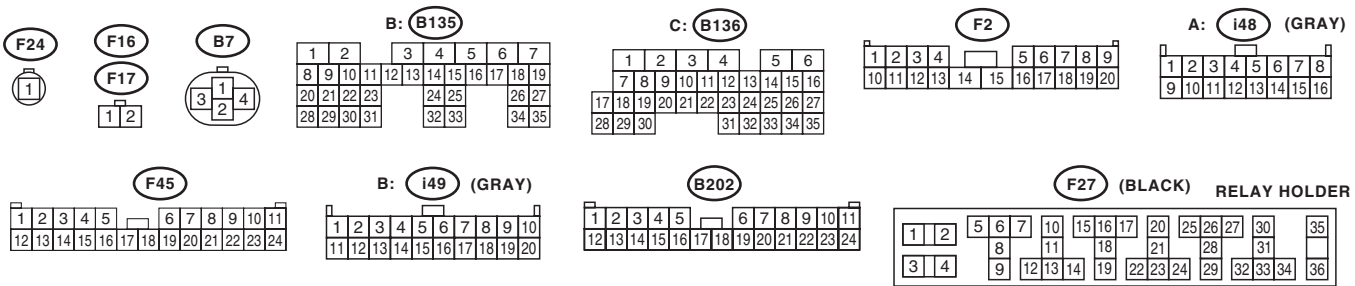 F24
1
F16
F17
1 2
B7
1
3 4
2
B: B135
1 2 3 4 5 6 7
8 9 10 11 12 13 14 15 16 17 18 19
20 21 22 23 24 25 26 27
28 29 30 31 32 33 34 35
C: B136
1 2 3 4 5 6
7 8 9 10 11 12 13 14 15 16
17 18 19 20 21 22 23 24 25 26 27
28 29 30 31 32 33 34 35
F2
1 2 3 4 5 6 7 8 9
10 11 12 13 14 15 16 17 18 19 20
A: i48 (GRAY)
1 2 3 4 5 6 7 8
9 10 11 12 13 14 15 16
F45
1 2 3 4 5 6 7 8 9 10 11
12 13 14 15 16 17 18 19 20 21 22 23 24
B: i49 (GRAY)
1 2 3 4 5 6 7 8 9 10
11 12 13 14 15 16 17 18 19 20
B202
1 2 3 4 5 6 7 8 9 10 11
12 13 14 15 16 17 18 19 20 21 22 23 24
F27 (BLACK) RELAY HOLDER
1 2 5 6 7 10 15 16 17 20 25 26 27 30 35
8 11 18 21 28 31
3 4 9 12 13 14 19 22 23 24 29 32 33 34 36